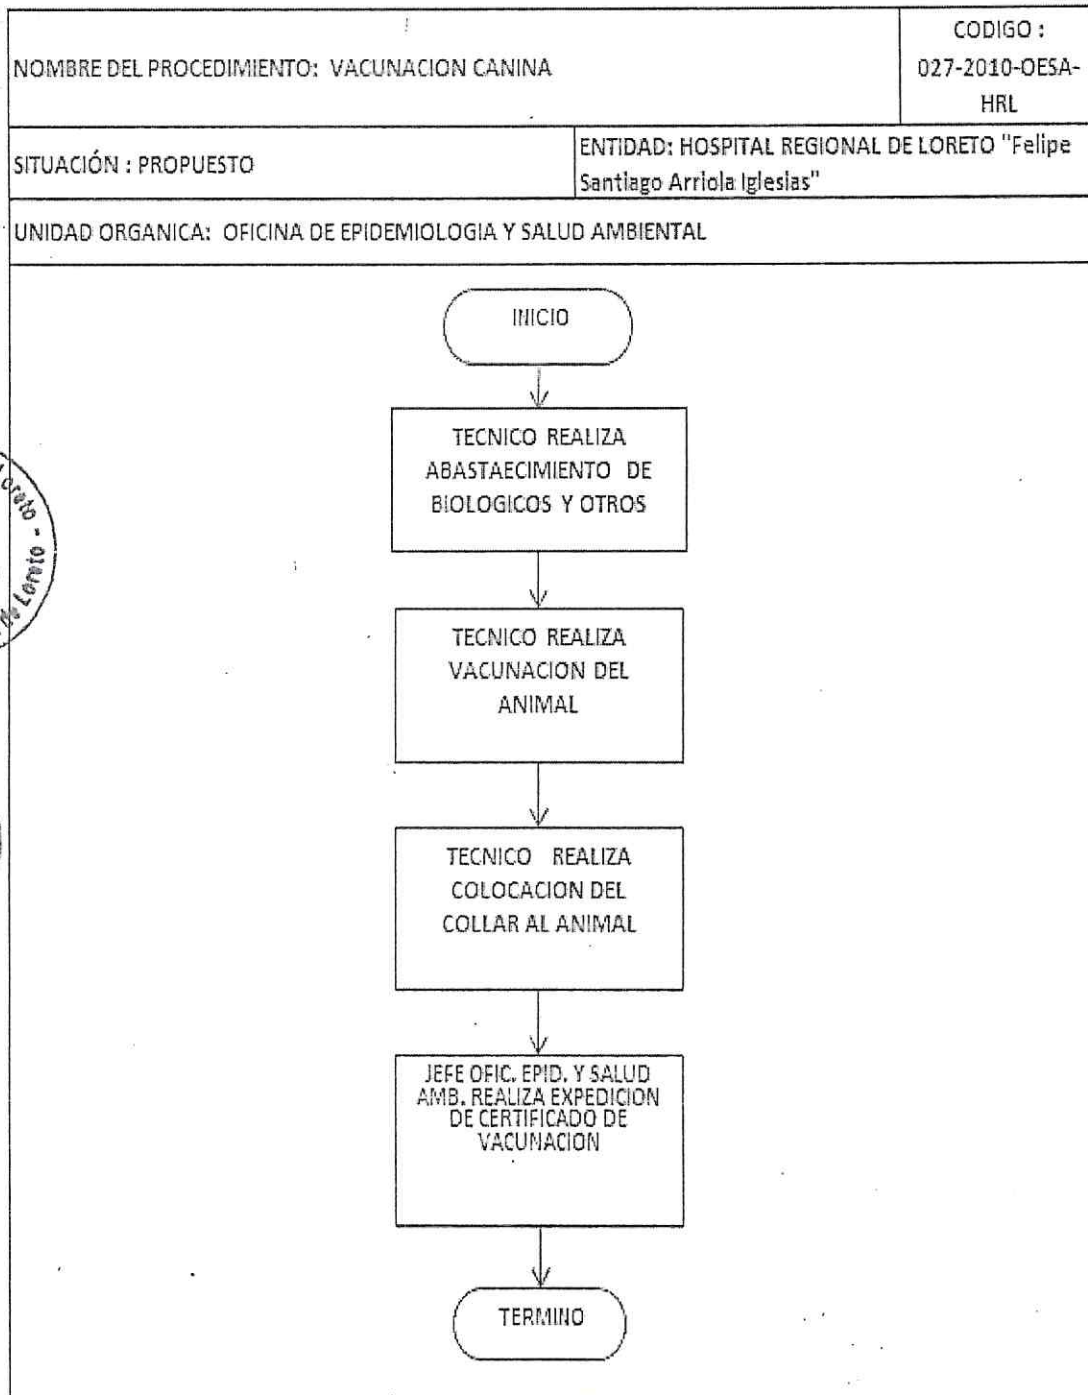 NOMBRE DEL PROCEDIMIENTO: VACUNACION CANINA
CODIGO :
027-2010-OESA-
HRL
SITUACIÓN : PROPUESTO
ENTIDAD: HOSPITAL REGIONAL DE LORETO "Felipe
Santiago Arriola Iglesias"
UNIDAD ORGANICA: OFICINA DE EPIDEMIOLOGIA Y SALUD AMBIENTAL
INICIO
TECNICO REALIZA
ABASTAECIMIENTO DE
BIOLOGICOS Y OTROS
Loreto -
de Loreto
TECNICO REALIZA
VACUNACION DEL
ANIMAL
TECNICO REALIZA
COLOCACION DEL
COLLAR AL ANIMAL
JEFE OFIC. EPID. Y SALUD
AMB. REALIZA EXPEDICION
DE CERTIFICADO DE
VACUNACION
TERMINO